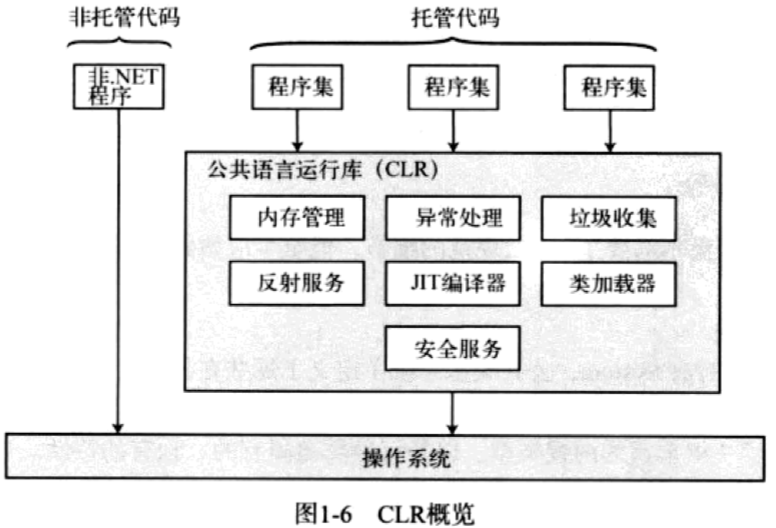 非托管代码
托管代码
非.NET
程序
程序集
程序集
程序集
公共语言运行库（CLR）
内存管理
异常处理
垃圾收集
反射服务
JIT编译器
类加载器
安全服务
操作系统
图1-6 CLR概览